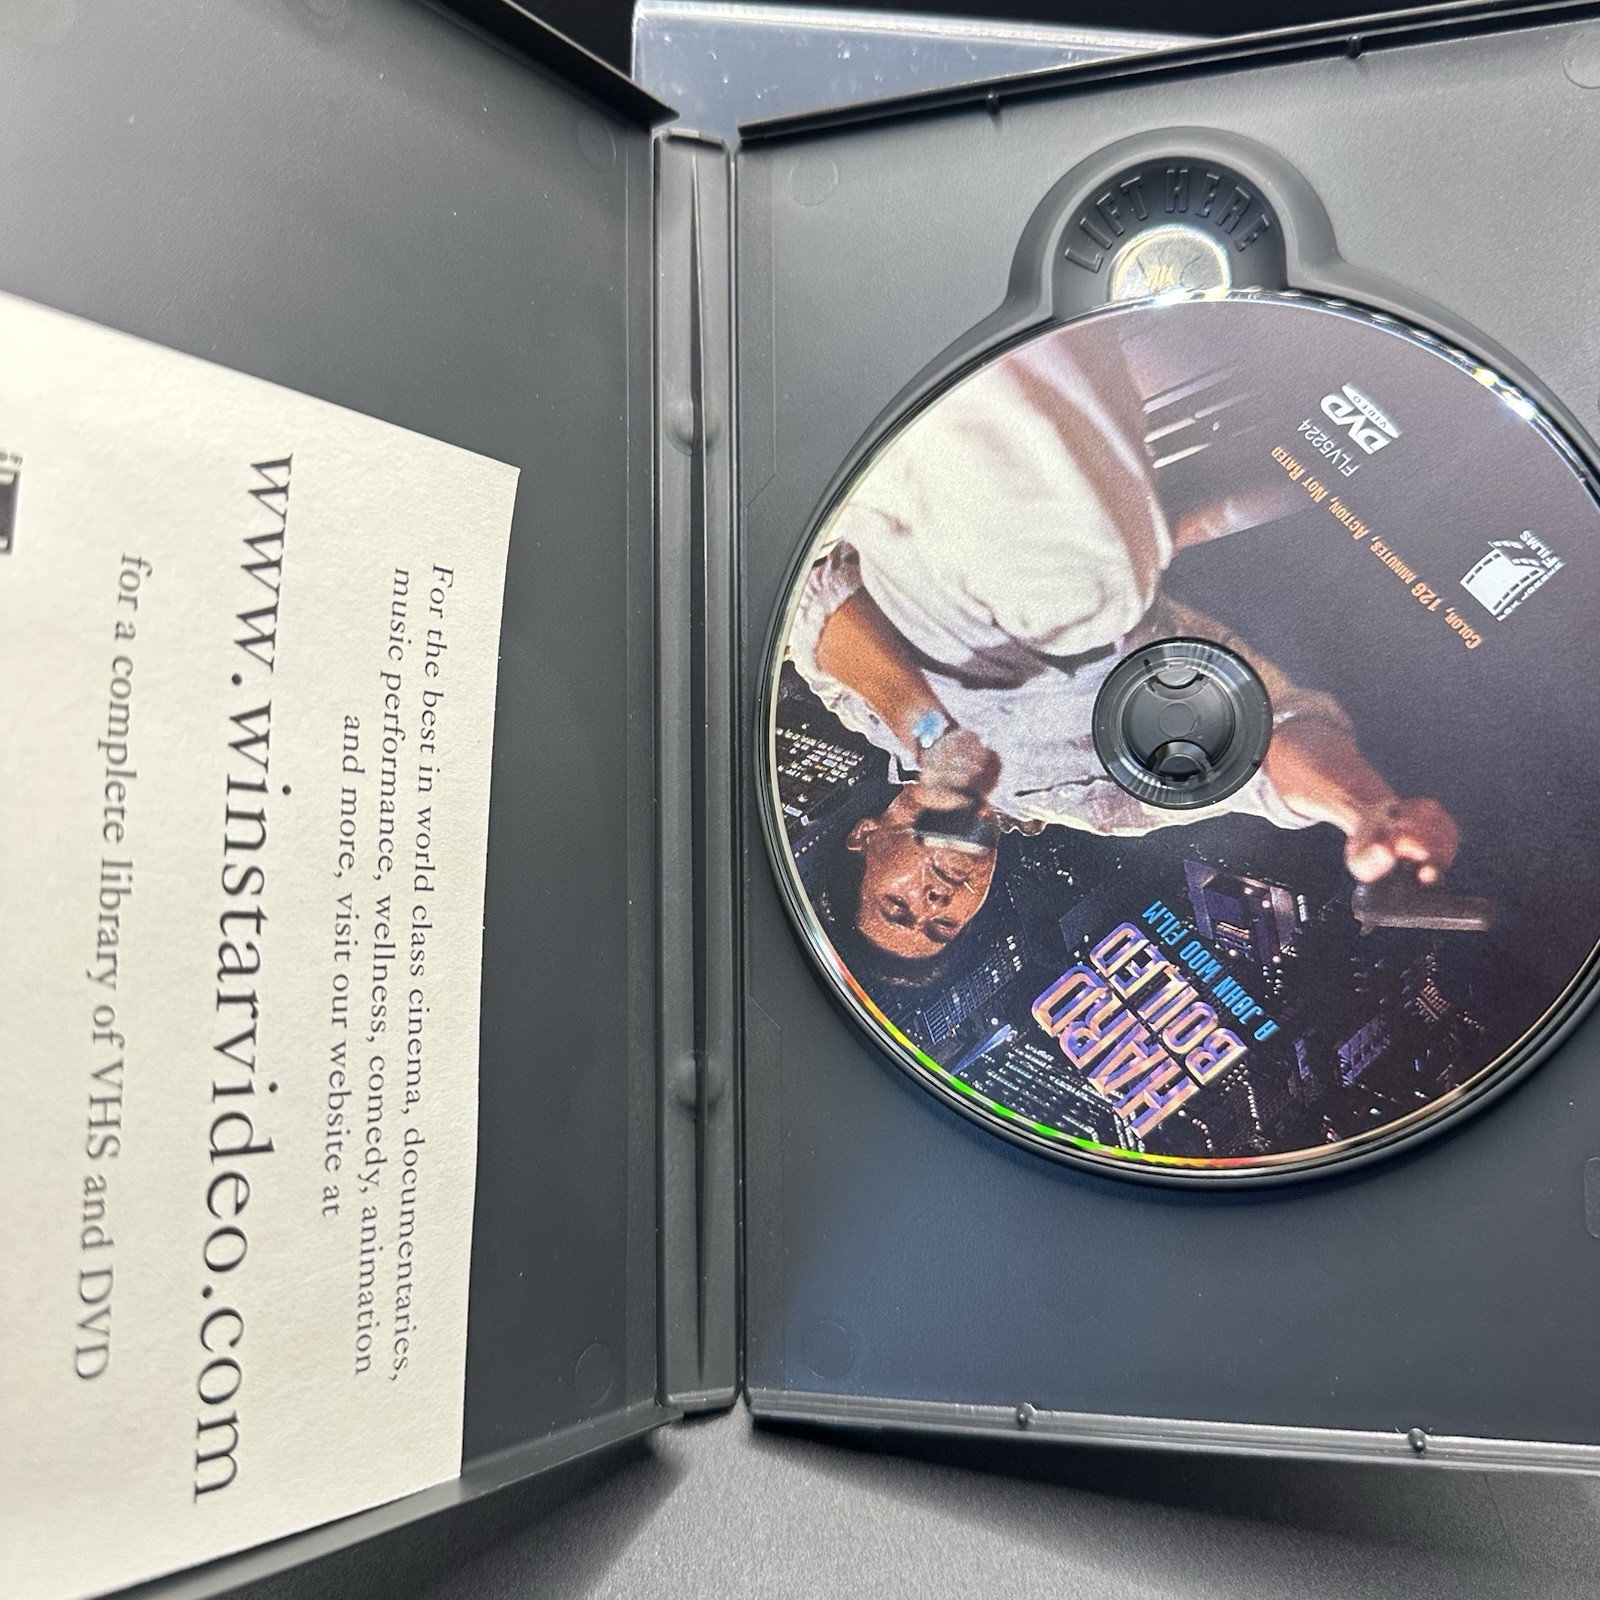 For the best in world class cinema, documentaries,
music performance, wellness, comedy, animation
and more, visit our website at
www.winstarvideo.com
for a complete library of VHS and DVD
LIFT HERE
HARD
BOILED
A JOHN WOO FILM
COLOR, 126 MINUTES, ACTION, NOT RATED
FLV5224
DVD
VIDEO
FILMS